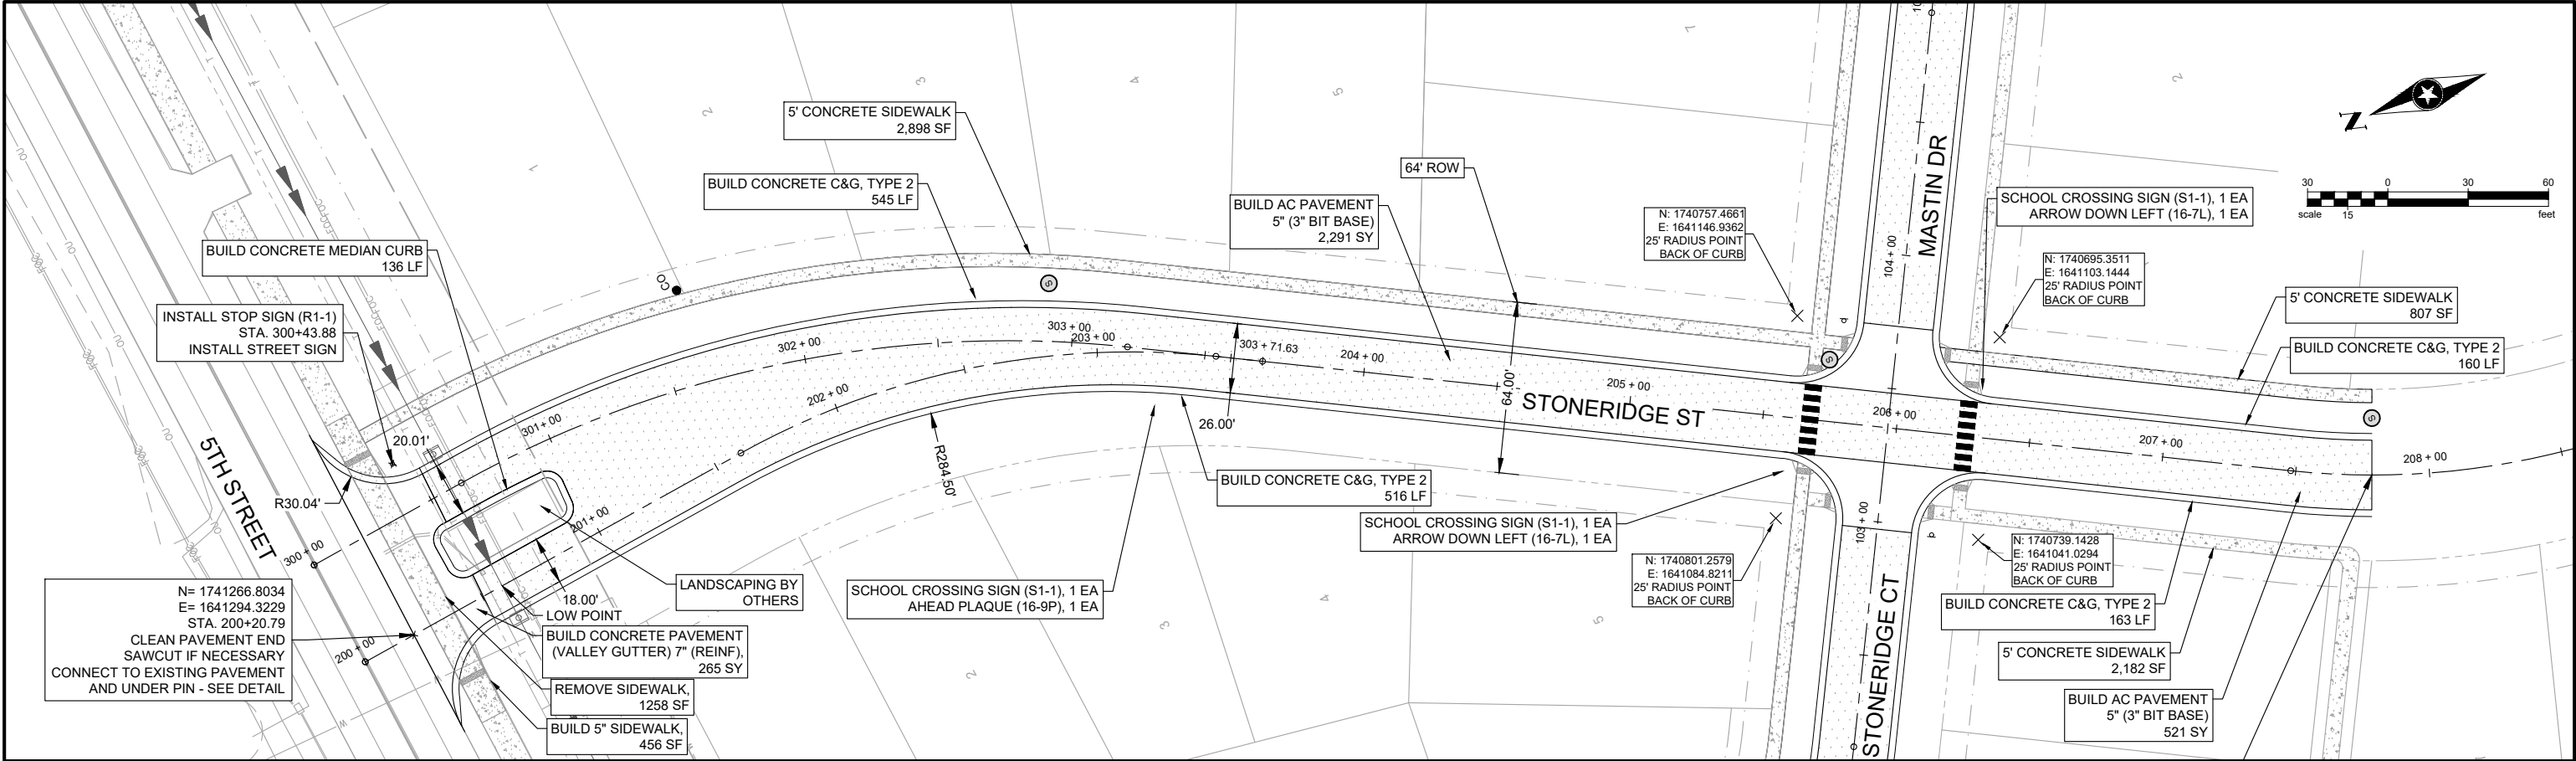 5' CONCRETE SIDEWALK
2,898 SF
BUILD CONCRETE C&G, TYPE 2
545 LF
64' ROW
BUILD AC PAVEMENT
5" (3" BIT BASE)
2,291 SY
N: 1740757.4661
E: 1641146.9362
25' RADIUS POINT
BACK OF CURB
MASTIN DR
104+00
SCHOOL CROSSING SIGN (S1-1), 1 EA
ARROW DOWN LEFT (16-7L), 1 EA
N
30 0 30 60
scale 15 feet
N: 1740695.3511
E: 1641103.1444
25' RADIUS POINT
BACK OF CURB
5' CONCRETE SIDEWALK
807 SF
BUILD CONCRETE C&G, TYPE 2
160 LF
BUILD CONCRETE MEDIAN CURB
136 LF
INSTALL STOP SIGN (R1-1)
STA. 300+43.88
INSTALL STREET SIGN
CO
S
S
S
1
2
3
4
5
7
2
300+00
301+00
302+00
303+00
303+71.63
200+00
201+00
202+00
203+00
204+00
205+00
206+00
207+00
208+00
20.01'
R30.04'
R284.50'
26.00'
64.00'
STONERIDGE ST
5TH STREET
18.00'
LOW POINT
N= 1741266.8034
E= 1641294.3229
STA. 200+20.79
CLEAN PAVEMENT END
SAWCUT IF NECESSARY
CONNECT TO EXISTING PAVEMENT
AND UNDER PIN - SEE DETAIL
LANDSCAPING BY
OTHERS
BUILD CONCRETE PAVEMENT
(VALLEY GUTTER) 7" (REINF),
265 SY
REMOVE SIDEWALK,
1258 SF
BUILD 5" SIDEWALK,
456 SF
SCHOOL CROSSING SIGN (S1-1), 1 EA
AHEAD PLAQUE (16-9P), 1 EA
BUILD CONCRETE C&G, TYPE 2
516 LF
SCHOOL CROSSING SIGN (S1-1), 1 EA
ARROW DOWN LEFT (16-7L), 1 EA
N: 1740801.2579
E: 1641084.8211
25' RADIUS POINT
BACK OF CURB
2
3
4
5
103+00
STONERIDGE CT
N: 1740739.1428
E: 1641041.0294
25' RADIUS POINT
BACK OF CURB
BUILD CONCRETE C&G, TYPE 2
163 LF
5' CONCRETE SIDEWALK
2,182 SF
BUILD AC PAVEMENT
5" (3" BIT BASE)
521 SY